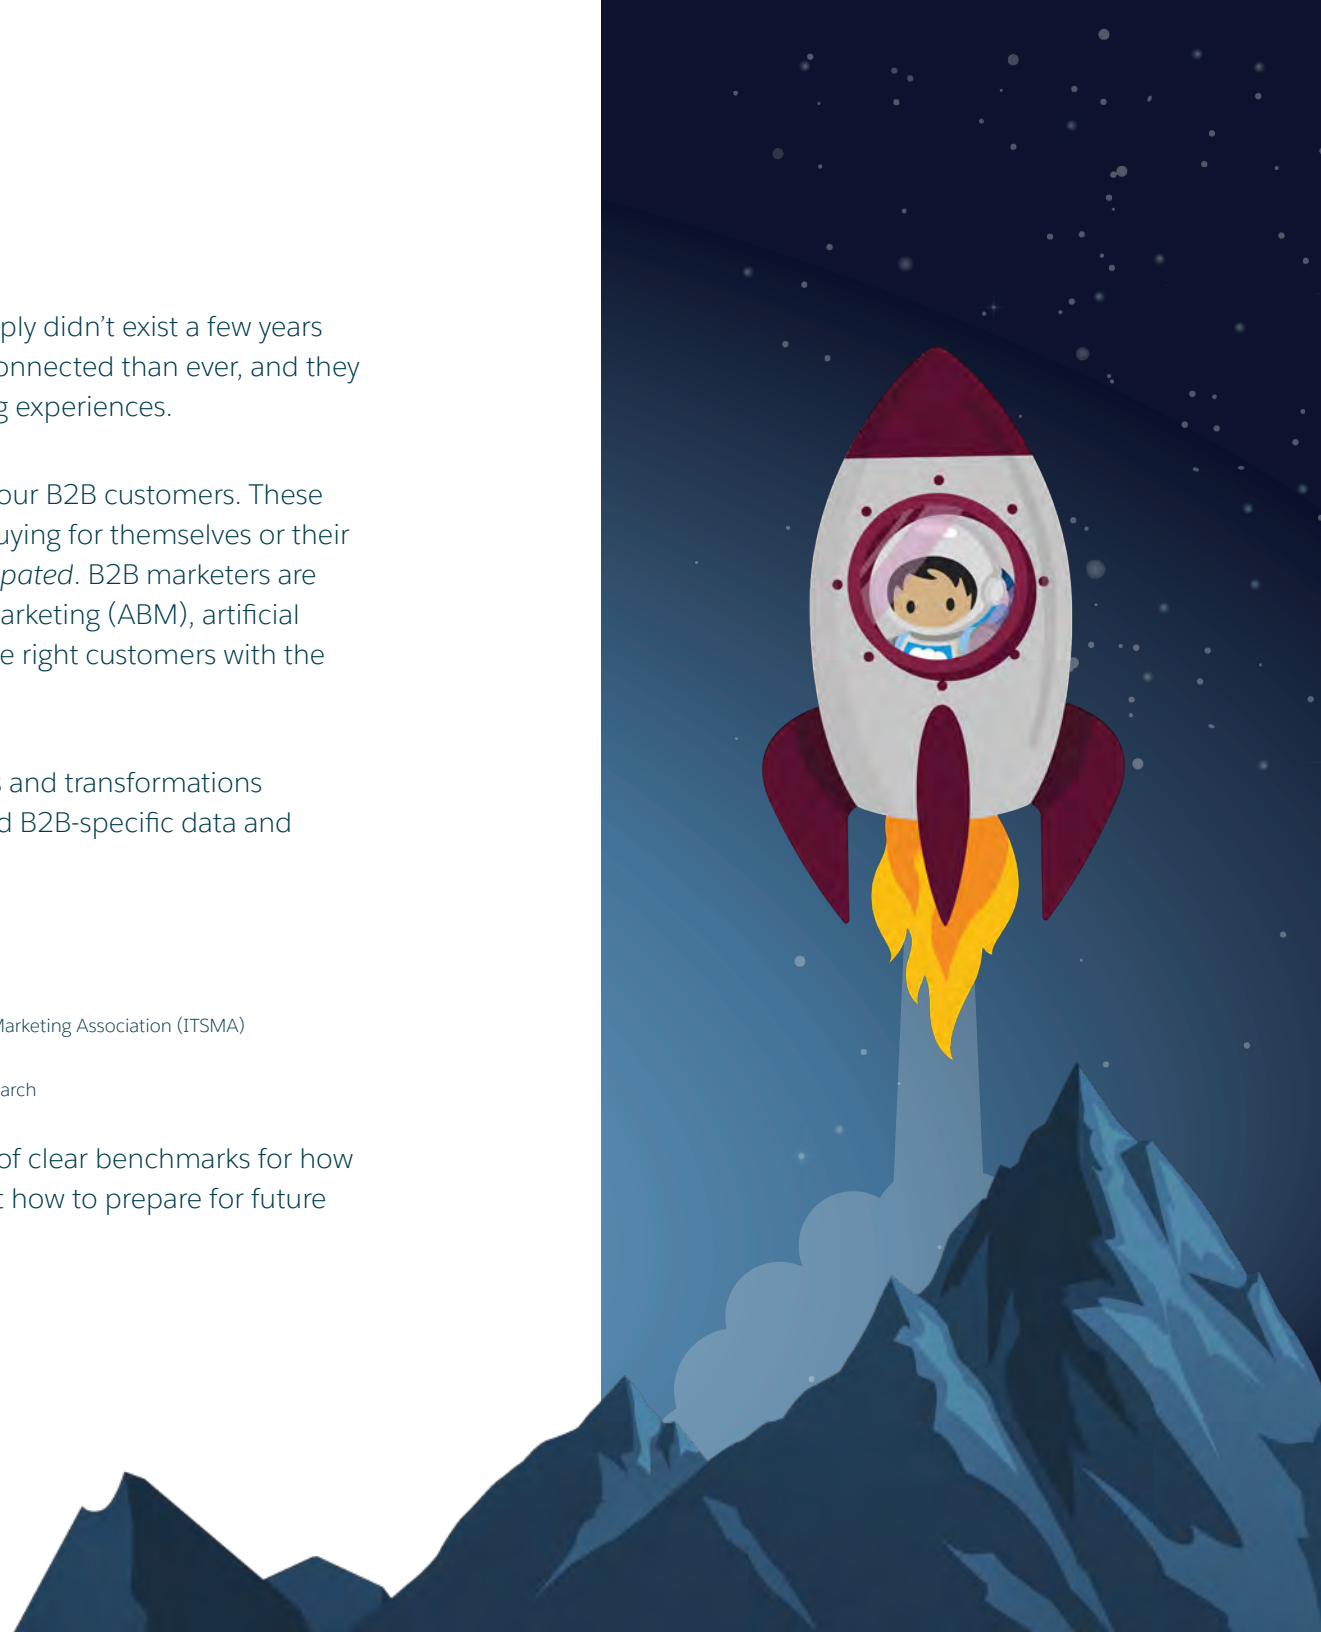 ply didn’t exist a few years
onnected than ever, and they
g experiences.
our B2B customers. These
uying for themselves or their
pated. B2B marketers are
arketing (ABM), artificial
e right customers with the
s and transformations
d B2B-specific data and
Marketing Association (ITSMA)
arch
of clear benchmarks for how
t how to prepare for future